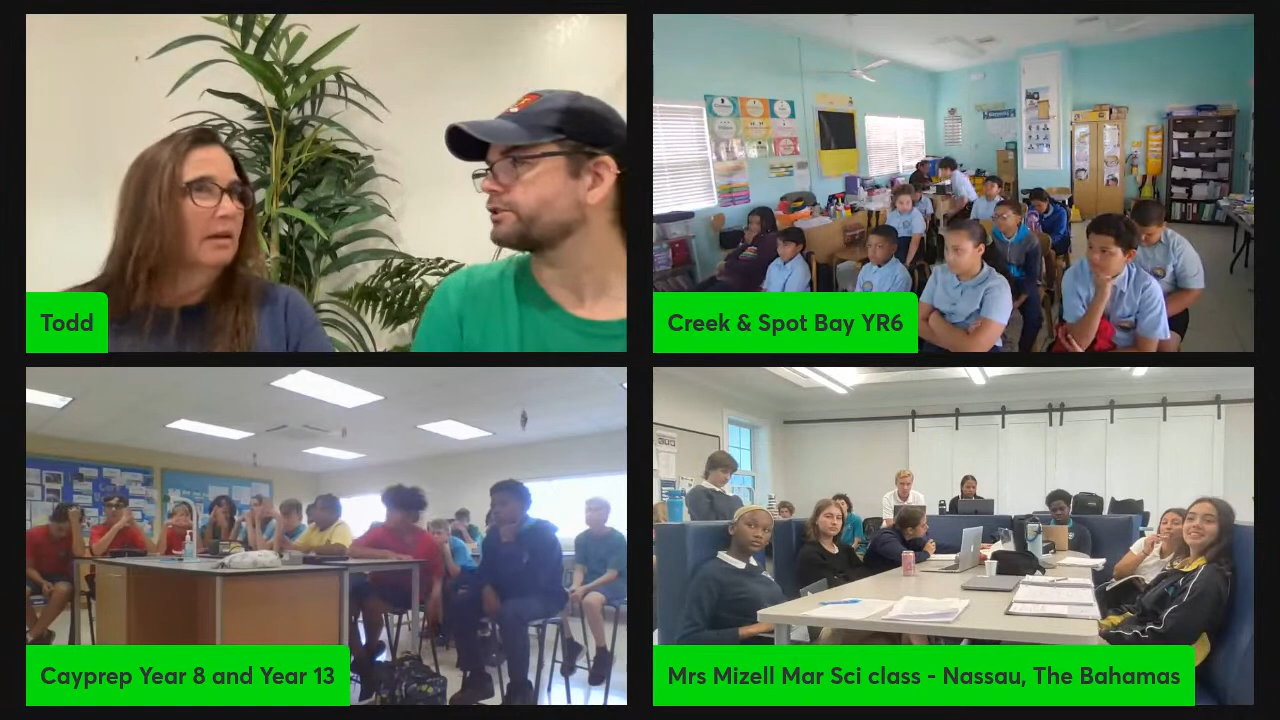 Todd
Creek & Spot Bay YR6
Cayprep Year 8 and Year 13
Mrs Mizell Mar Sci class - Nassau, The Bahamas